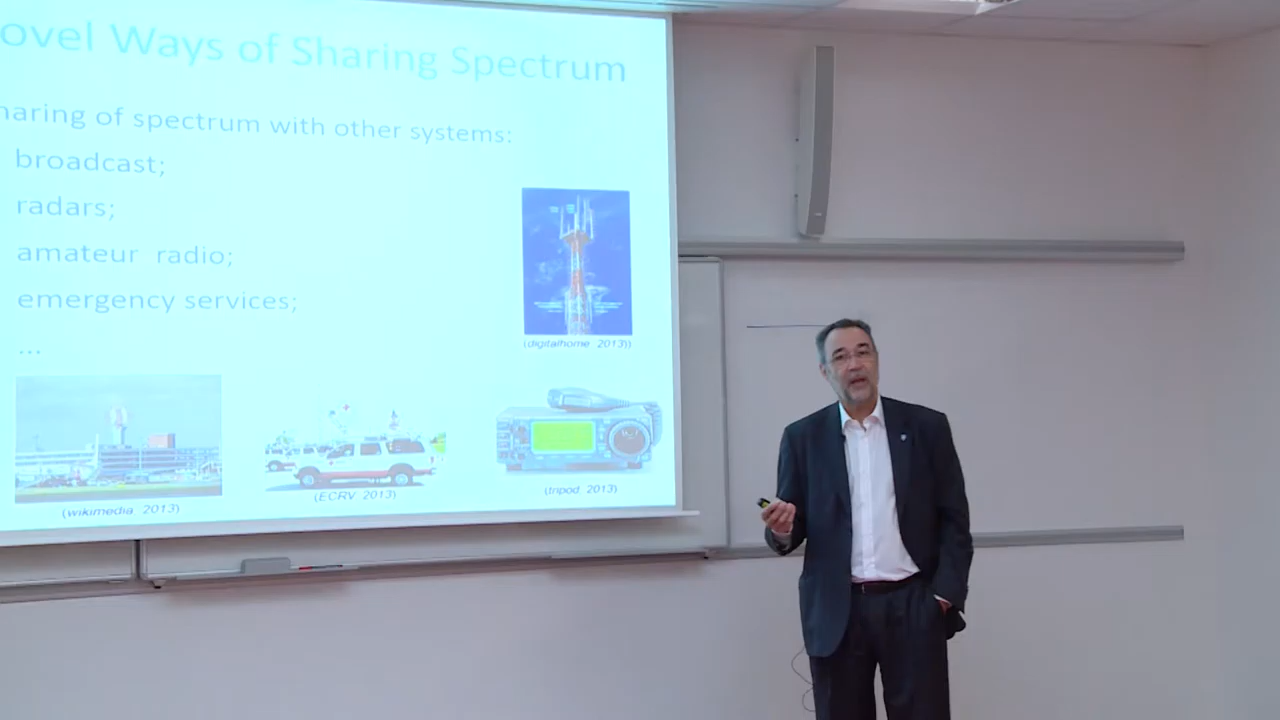 ovel Ways of Sharing Spectrum
haring of spectrum with other systems:
broadcast;
radars;
amateur radio;
emergency services;
...
(digitalhome 2013))
(wikimedia 2013)
(ECRV 2013)
(tripod 2013)